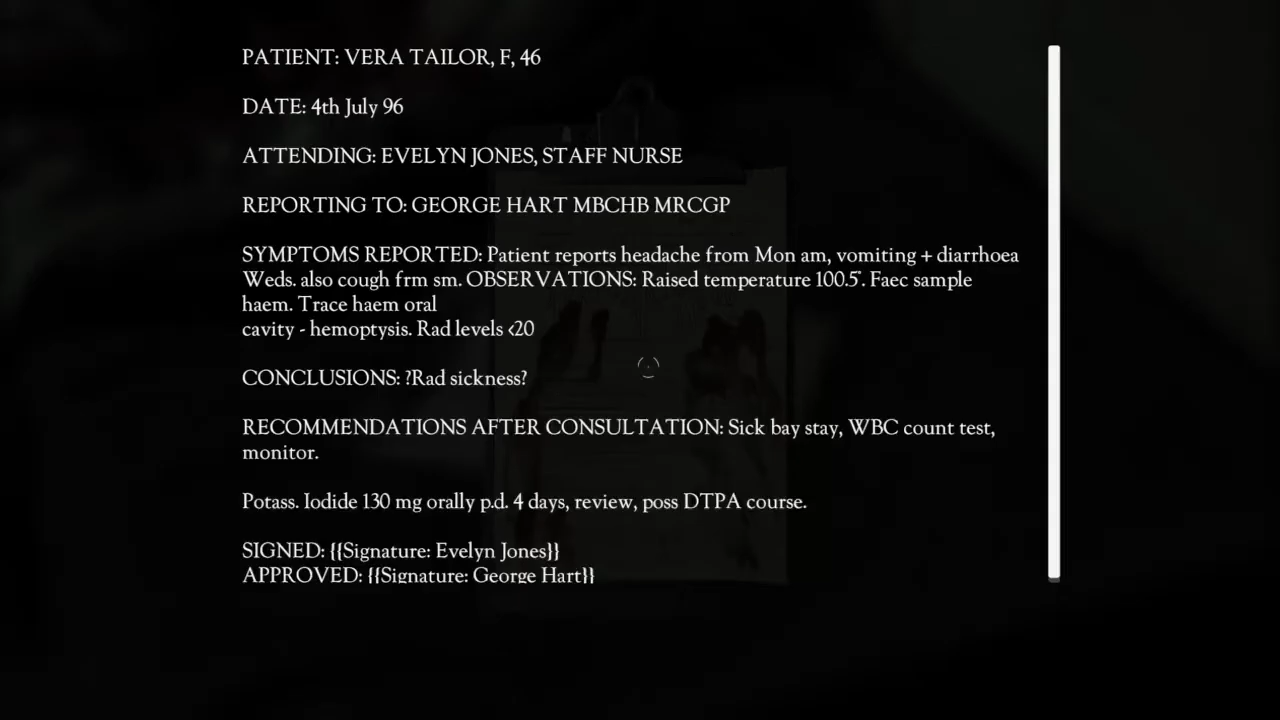 PATIENT: VERA TAILOR, F, 46
DATE: 4th July 96
ATTENDING: EVELYN JONES, STAFF NURSE
REPORTING TO: GEORGE HART MBCHB MRCGP
SYMPTOMS REPORTED: Patient reports headache from Mon am, vomiting + diarrhoea
Weds. also cough frm sm. OBSERVATIONS: Raised temperature 100.5°. Faec sample
haem. Trace haem oral
cavity - hemoptysis. Rad levels <20
CONCLUSIONS: ?Rad sickness?
RECOMMENDATIONS AFTER CONSULTATION: Sick bay stay, WBC count test,
monitor.
Potass. Iodide 130 mg orally p.d. 4 days, review, poss DTPA course.
SIGNED: {{Signature: Evelyn Jones}}
APPROVED: {{Signature: George Hart}}